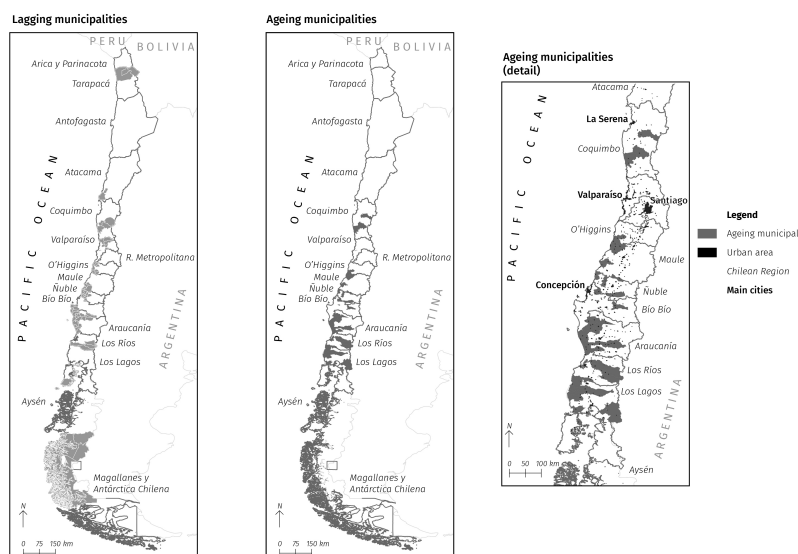 Lagging municipalities
PERU
BOLIVIA
Arica y Parinacota
Tarapacá
Antofagasta
Atacama
Coquimbo
Valparaíso
R. Metropolitana
O'Higgins
Maule
Ñuble
Bío Bío
Araucanía
Los Ríos
Los Lagos
Aysén
Magallanes y
Antárctica Chilena
PACIFIC OCEAN
ARGENTINA
N
0 75 150 km
Ageing municipalities
PERU
BOLIVIA
Arica y Parinacota
Tarapacá
Antofagasta
Atacama
Coquimbo
Valparaíso
R. Metropolitana
O'Higgins
Maule
Ñuble
Bío Bío
Araucanía
Los Ríos
Los Lagos
Aysén
Magallanes y
Antárctica Chilena
PACIFIC OCEAN
ARGENTINA
N
0 75 150 km
Ageing municipalities
(detail)
Atacama
La Serena
Coquimbo
Valparaíso
Santiago
O'Higgins
Maule
Concepción
Ñuble
Bío Bío
Araucanía
Los Ríos
Los Lagos
Aysén
PACIFIC OCEAN
ARGENTINA
N
0 50 100 km
Legend
Ageing municipal
Urban area
Chilean Region
Main cities